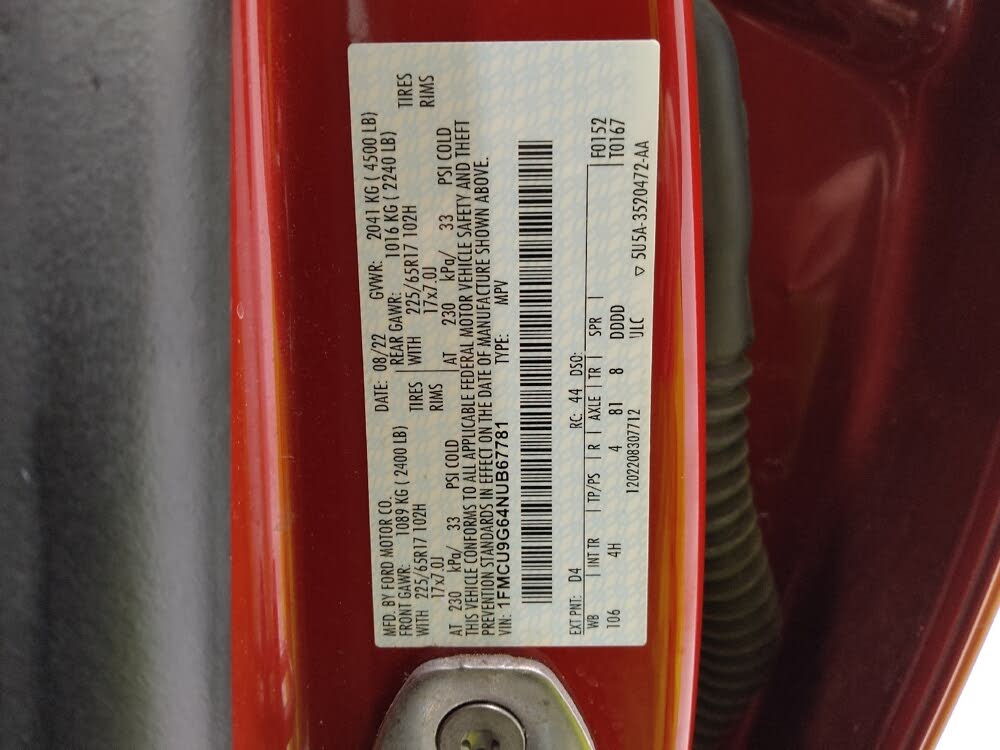 MFD. BY FORD MOTOR CO.
DATE: 08/22 GVWR: 2041 KG ( 4500 LB)
FRONT GAWR: 1089 KG ( 2400 LB) REAR GAWR: 1016 KG ( 2240 LB)
WITH 225/65R17 102H TIRES WITH 225/65R17 102H TIRES
17x7.0J RIMS 17x7.0J RIMS
AT 230 kPa/ 33 PSI COLD AT 230 kPa/ 33 PSI COLD
THIS VEHICLE CONFORMS TO ALL APPLICABLE FEDERAL MOTOR VEHICLE SAFETY AND THEFT
PREVENTION STANDARDS IN EFFECT ON THE DATE OF MANUFACTURE SHOWN ABOVE.
VIN: 1FMCU9G64NUB67781 TYPE: MPV
EXT PNT: D4 RC: 44 DSO: F0152
WB INT TR TP/PS R AXLE TR SPR T0167
106 4H 4 81 8 DDDD
1202208307712 ULC ▽ 5U5A-3520472-AA